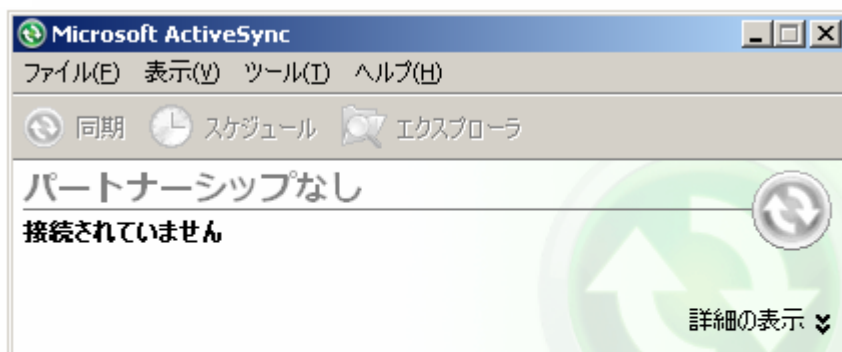 Microsoft ActiveSync
ファイル(F) 表示(V) ツール(T) ヘルプ(H)
同期 スケジュール エクスプローラ
パートナーシップなし
接続されていません
詳細の表示